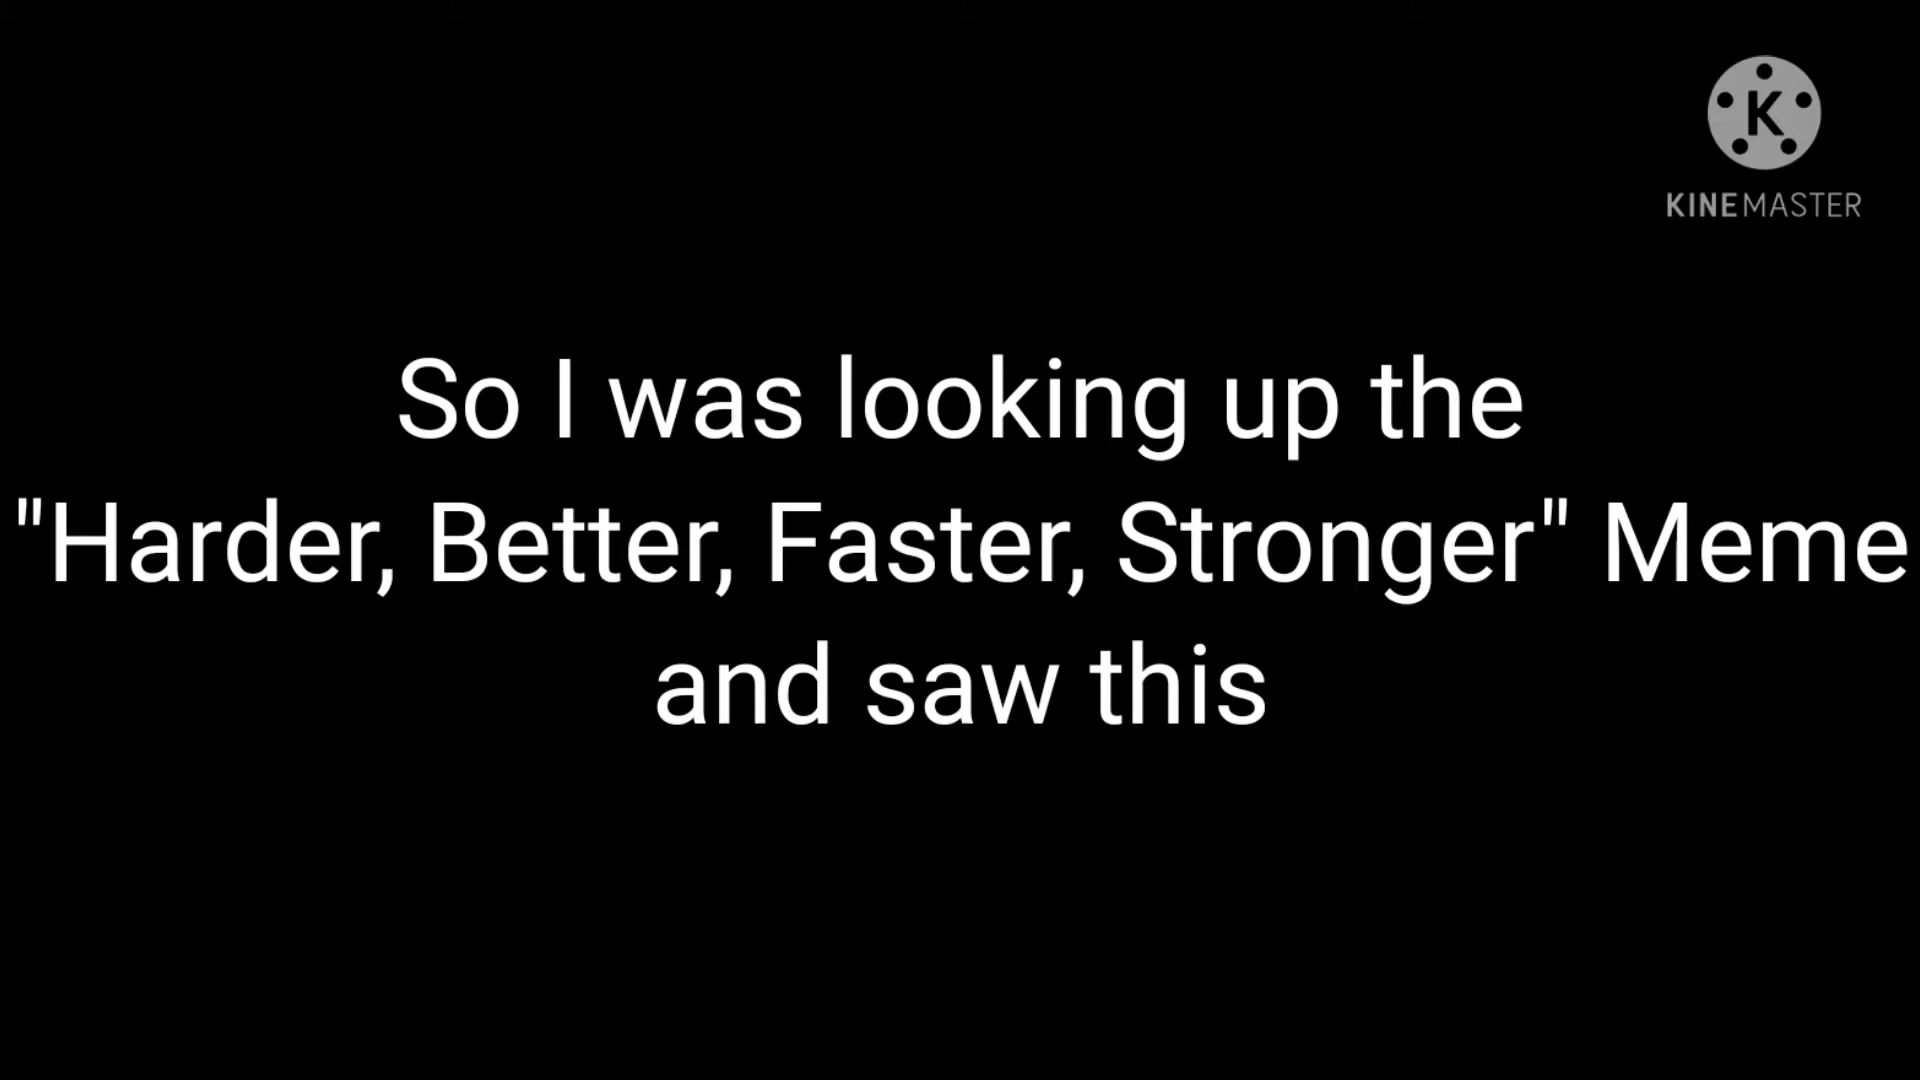 K
KINEMASTER
So I was looking up the
"Harder, Better, Faster, Stronger" Meme
and saw this